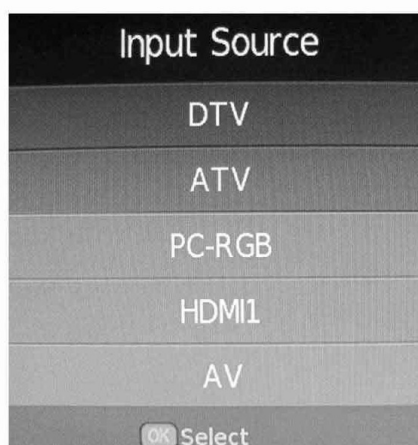 Input Source
DTV
ATV
PC-RGB
HDMI1
AV
OK Select